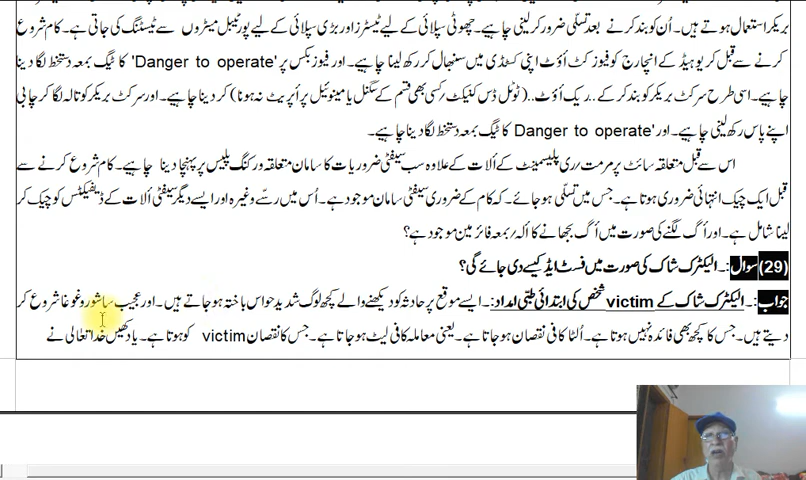 بریکر استعمال ہوتے ہیں۔ اُن کو بند کرنے بعد تسلی ضرور کر لینی چاہیے۔ چھوٹی سپلائی کے لیے ٹیسٹرز اور بڑی سپلائی کے لیے پورٹیبل میٹروں سے ٹیسٹنگ کی جاتی ہے۔ کام شروع
کرنے سے قبل کریو ہیڈ کے انچارج کو فیوز کٹ آؤٹ اپنی کسٹڈی میں سنبھال کر رکھ لینا چاہیے۔ اور فیوز بکس پر 'Danger to operate' کا ٹیگ بمعہ دستخط لگا دینا
چاہیے۔ اسی طرح سرکٹ بریکر کو بند کر کے۔۔ریک آؤٹ۔۔(ٹوٹل ڈس کنیکٹ رکسی بھی قسم کے سگنل یا مینوئیل پر آپریٹ نہ ہونا) کر دینا چاہیے۔ اور سرکٹ بریکر کو تالہ لگا کر چابی
اپنے پاس رکھ لینی چاہیے۔ اور 'Danger to operate کا ٹیگ بمعہ دستخط لگا دینا چاہیے۔
اس سے قبل متعلقہ سائٹ پر مرمت رری پلیسمینٹ کے آلات کے علاوہ سب سیفٹی ضروریات کا سامان متعلقہ ورکنگ پلیس پر پہنچا دینا چاہیے۔ کام شروع کرنے سے
قبل ایک چیک انتہائی ضروری ہوتا ہے۔ جس میں تسلی ہو جائے۔ کہ کام کے ضروری سیفٹی سامان موجود ہے۔ اُس میں رسّے وغیرہ اور ایسے دیگر سیفٹی آلات کے ڈیفیکٹس کو چیک کر
لینا شامل ہے۔ اور آگ لگنے کی صورت میں آگ بجھانے کا آلہ ربمعہ فائر مین موجود ہے؟
(29) سوال :۔ الیکٹرک شاک کی صورت میں فسٹ ایڈ کیسے دی جائے گی؟
جواب :۔ الیکٹرک شاک کے victim شخص کی ابتدائی طبّی امداد:۔ ایسے موقع پر حادثہ کو دیکھنے والے کچھ لوگ شدید حواس باختہ ہو جاتے ہیں۔ اور عجیب سا شور و غوغا شروع کر
دیتے ہیں۔ جس کا کچھ بھی فائدہ نہیں ہوتا ہے۔ اُلٹا کافی نقصان ہو جاتا ہے۔ یعنی معاملہ کافی لیٹ ہو جاتا ہے۔ جس کا نقصان victim کو ہوتا ہے۔ یاد رکھیں خدا تعالٰی نے